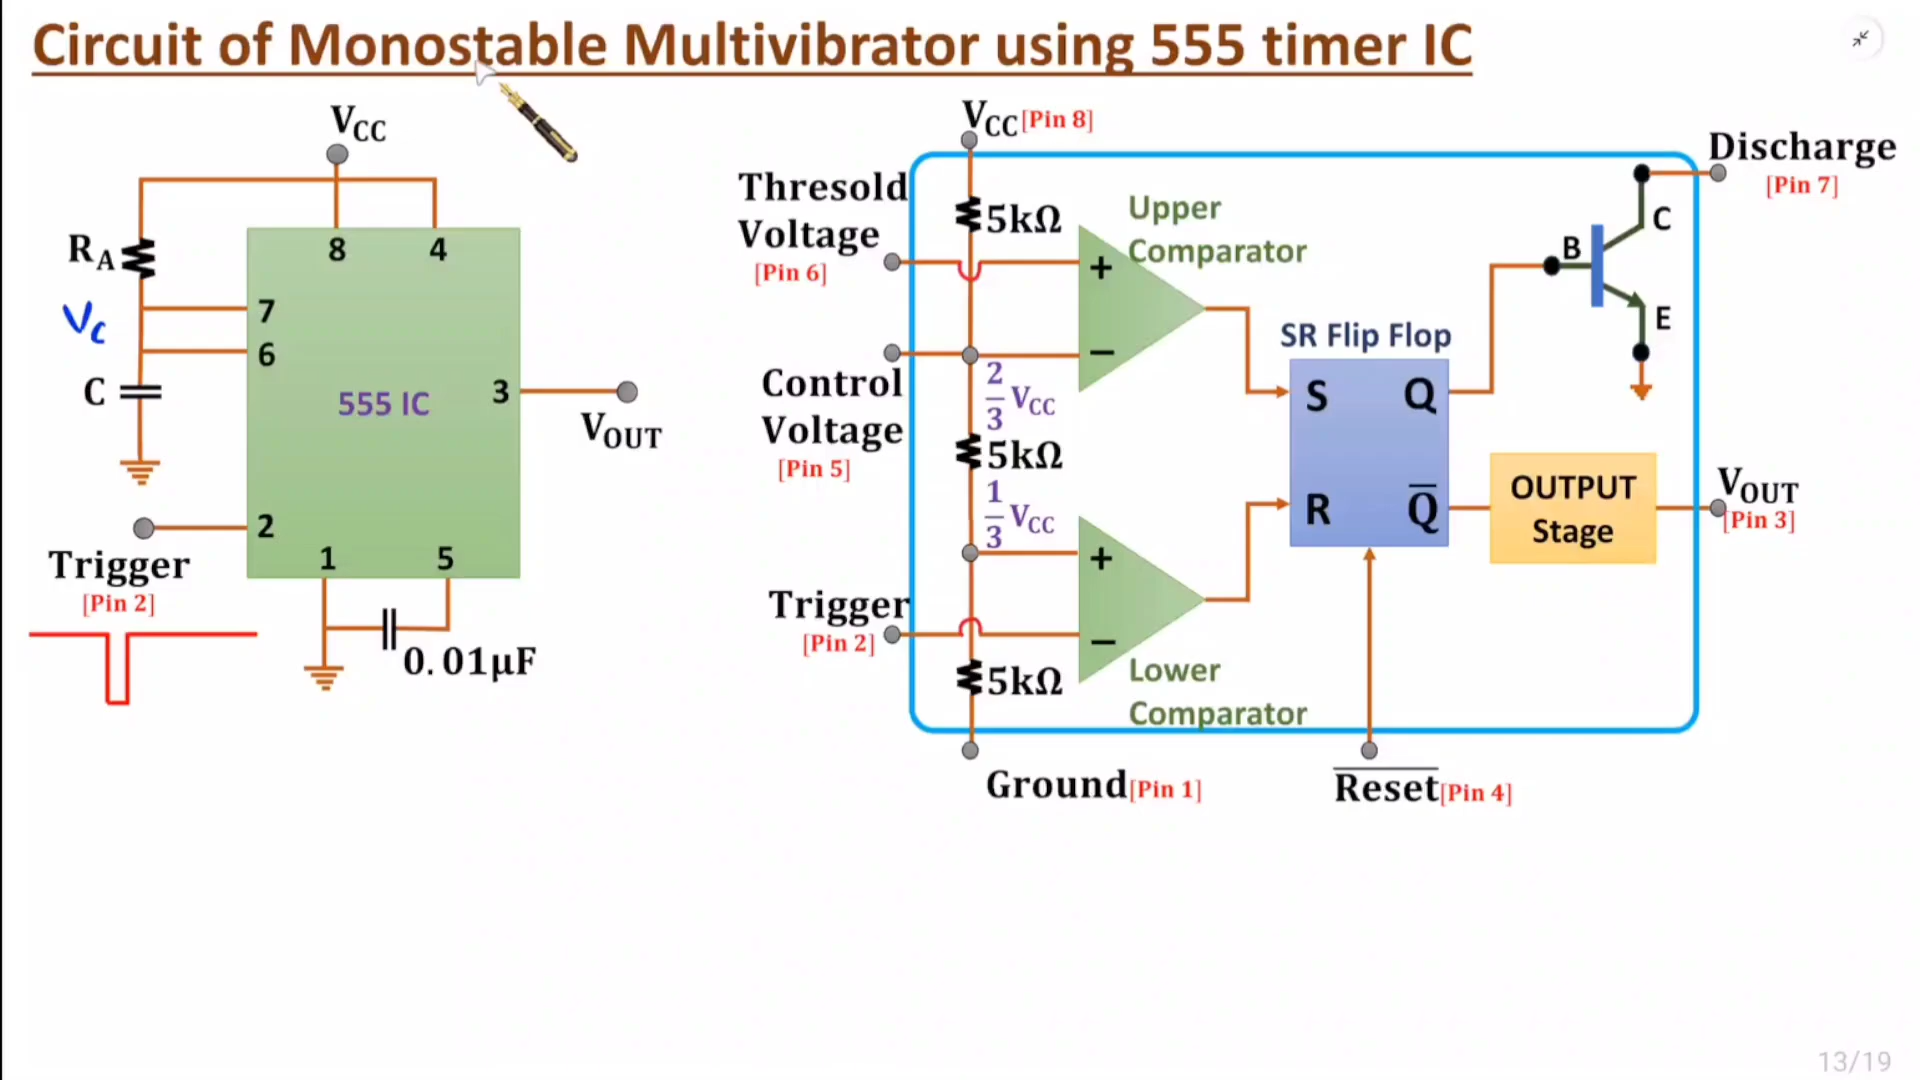 Circuit of Monostable Multivibrator using 555 timer IC
VCC
RA
8
4
7
VC
6
C
555 IC
3
VOUT
2
Trigger
[Pin 2]
1
5
0.01μF
VCC [Pin 8]
Thresold
Voltage
[Pin 6]
5kΩ
Upper
Comparator
+
−
Control
Voltage
[Pin 5]
2/3 VCC
5kΩ
1/3 VCC
Trigger
[Pin 2]
+
−
5kΩ
Lower
Comparator
Ground [Pin 1]
SR Flip Flop
S
Q
R
Q̅
R̅e̅s̅e̅t̅ [Pin 4]
Discharge
[Pin 7]
C
B
E
OUTPUT
Stage
VOUT
[Pin 3]
13/19